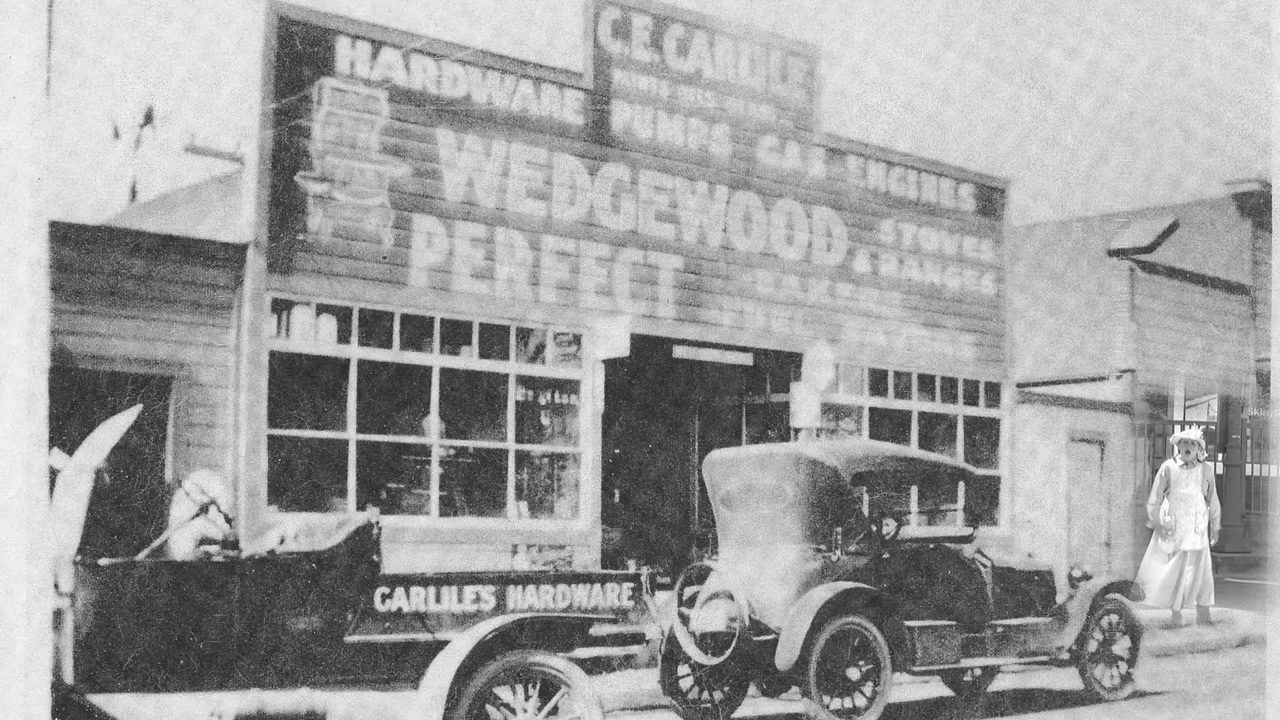 C.E. CARLILE
HARDWARE
PUMPS GAS ENGINES
WEDGEWOOD
STOVES
& RANGES
PERFECT
CARLILE'S HARDWARE